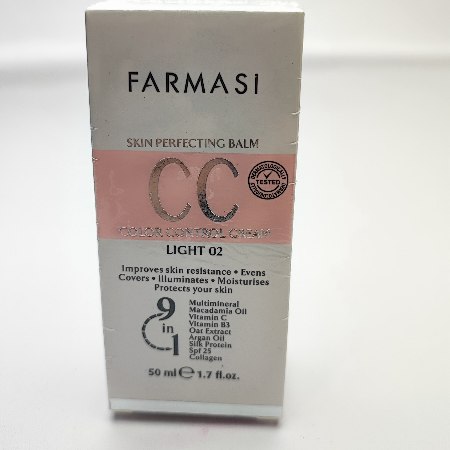 FARMASI
SKIN PERFECTING BALM
CC
DERMATOLOGICALLY
TESTED
COLOR CONTROL CREAM
LIGHT 02
Improves skin resistance • Evens
Covers • Illuminates • Moisturises
Protects your skin
9 in 1
Multimineral
Macadamia Oil
Vitamin C
Vitamin B3
Oat Extract
Argan Oil
Silk Protein
Spf 25
Collagen
50 ml ℮ 1.7 fl.oz.